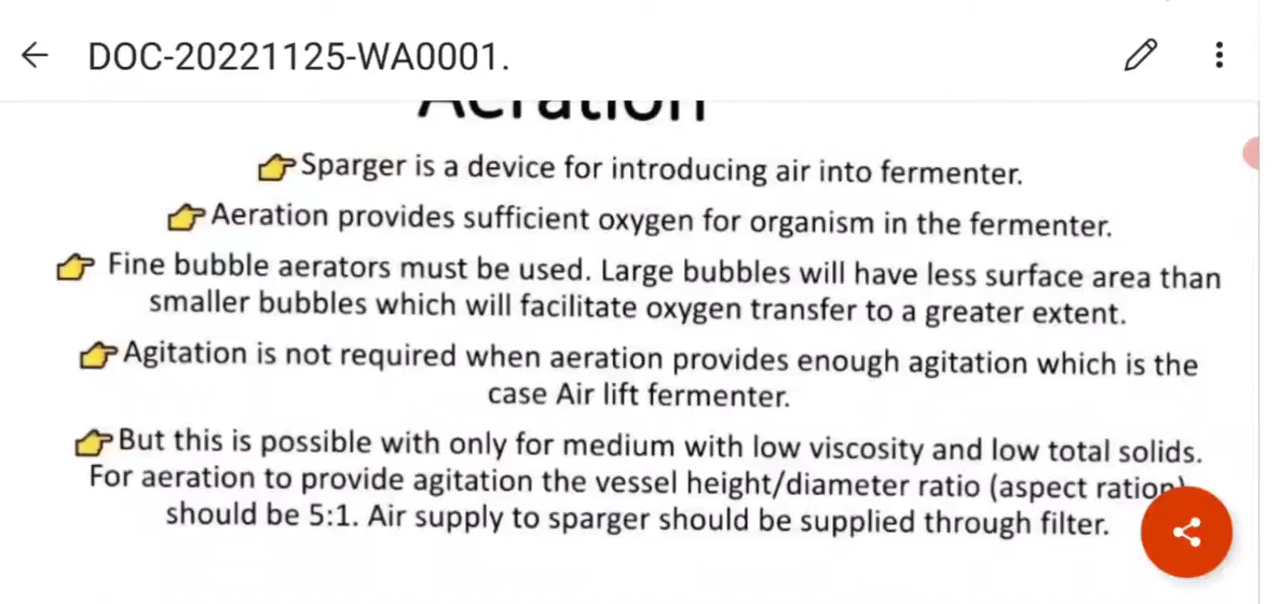 DOC-20221125-WA0001.
Aeration
Sparger is a device for introducing air into fermenter.
Aeration provides sufficient oxygen for organism in the fermenter.
Fine bubble aerators must be used. Large bubbles will have less surface area than
smaller bubbles which will facilitate oxygen transfer to a greater extent.
Agitation is not required when aeration provides enough agitation which is the
case Air lift fermenter.
But this is possible with only for medium with low viscosity and low total solids.
For aeration to provide agitation the vessel height/diameter ratio (aspect ration)
should be 5:1. Air supply to sparger should be supplied through filter.